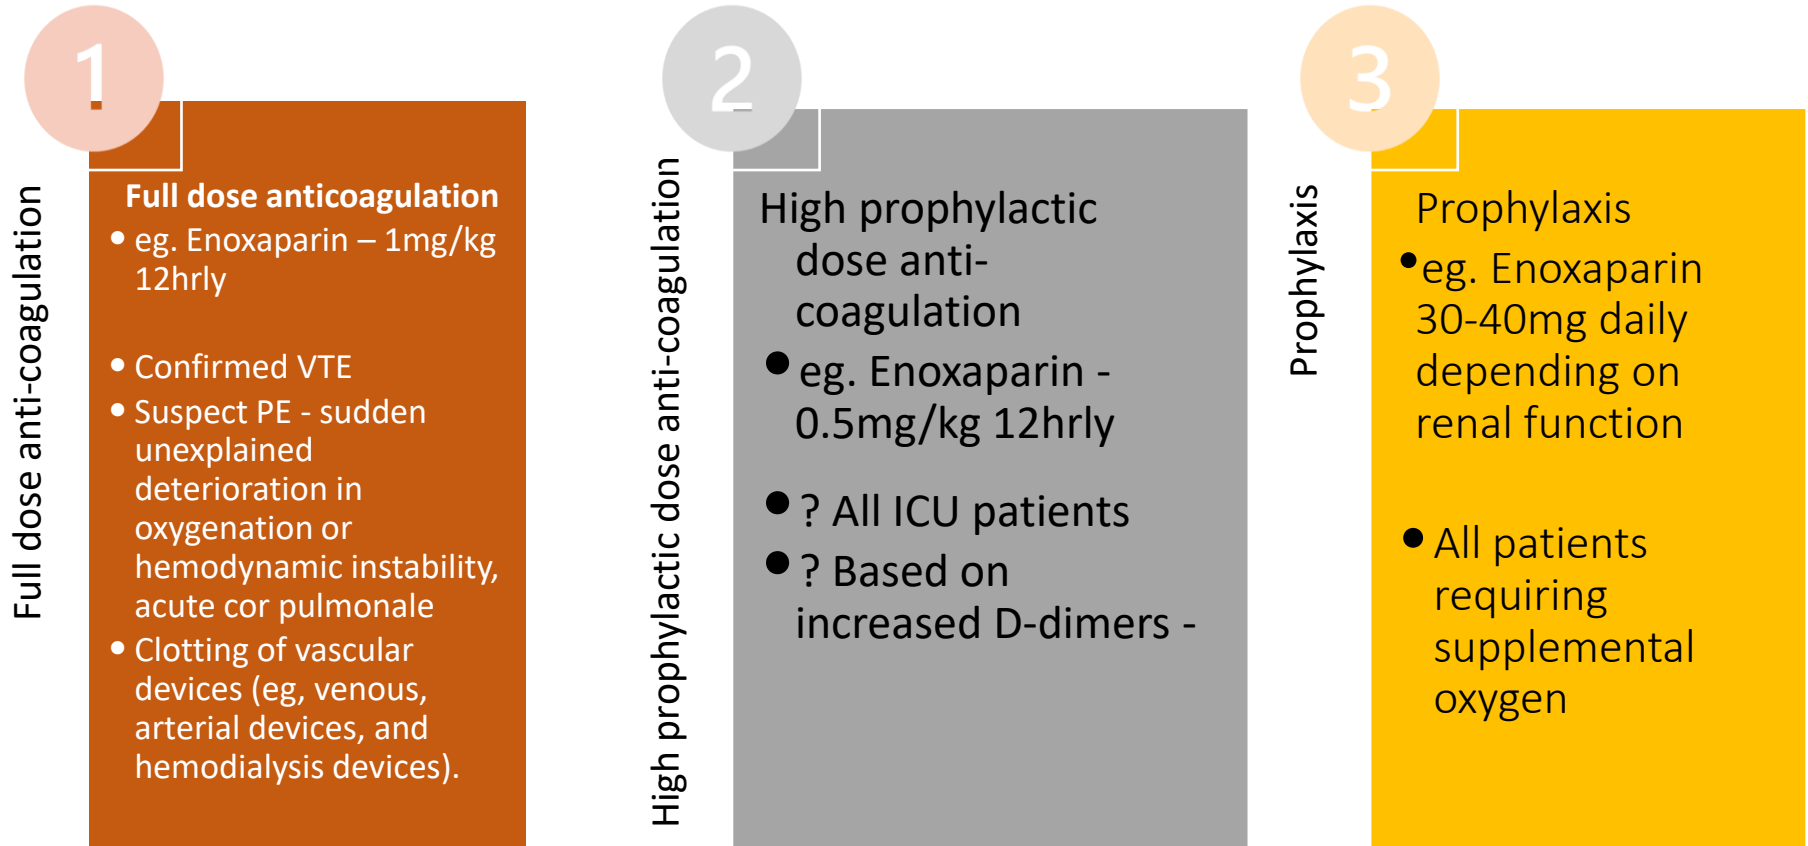 1
Full dose anti-coagulation
Full dose anticoagulation
• eg. Enoxaparin – 1mg/kg
12hrly
• Confirmed VTE
• Suspect PE - sudden
unexplained
deterioration in
oxygenation or
hemodynamic instability,
acute cor pulmonale
• Clotting of vascular
devices (eg, venous,
arterial devices, and
hemodialysis devices).
2
High prophylactic dose anti-coagulation
High prophylactic
dose anti-
coagulation
• eg. Enoxaparin -
0.5mg/kg 12hrly
• ? All ICU patients
• ? Based on
increased D-dimers -
3
Prophylaxis
Prophylaxis
• eg. Enoxaparin
30-40mg daily
depending on
renal function
• All patients
requiring
supplemental
oxygen